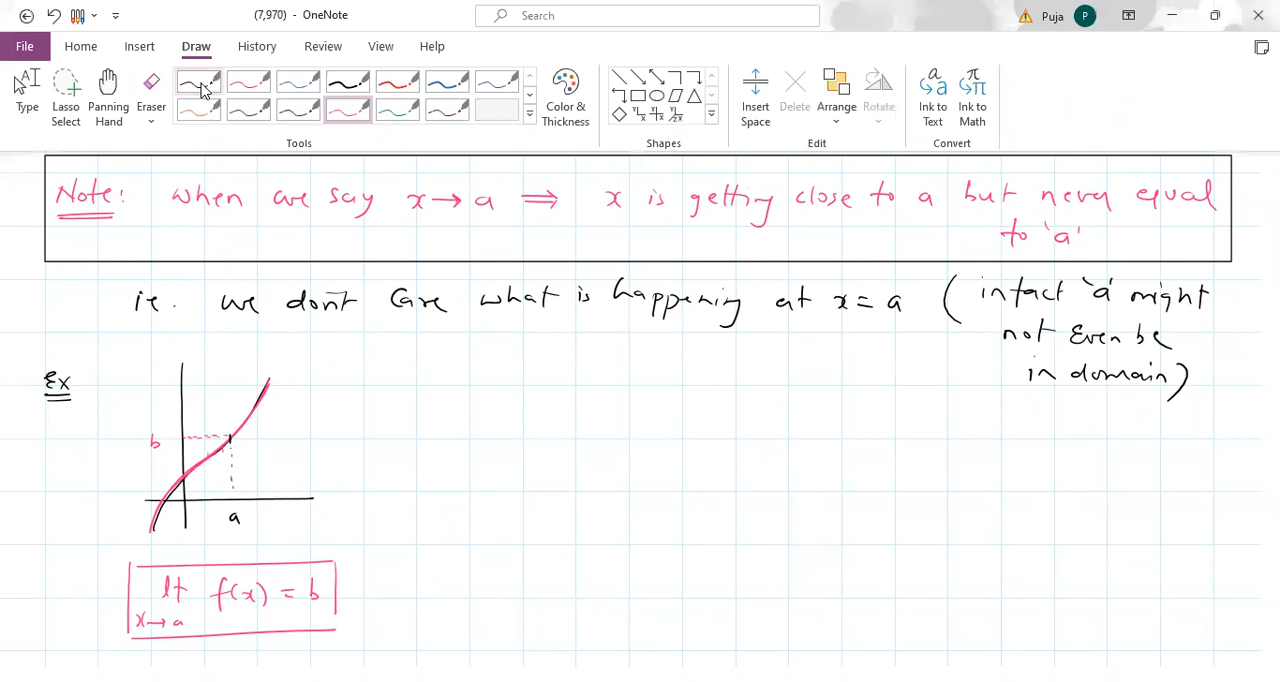 (7,970) - OneNote
Search
Puja
P
File
Home
Insert
Draw
History
Review
View
Help
Type
Lasso Select
Panning Hand
Eraser
Color & Thickness
Insert Space
Delete
Arrange
Rotate
Ink to Text
Ink to Math
Tools
Shapes
Edit
Convert
Note: when we say x → a ⟹ x is getting close to a but never equal
to 'a'
ie. we don't care what is happening at x = a (infact 'a' might
not even be
in domain)
Ex
b
a
lt f(x) = b
x→a